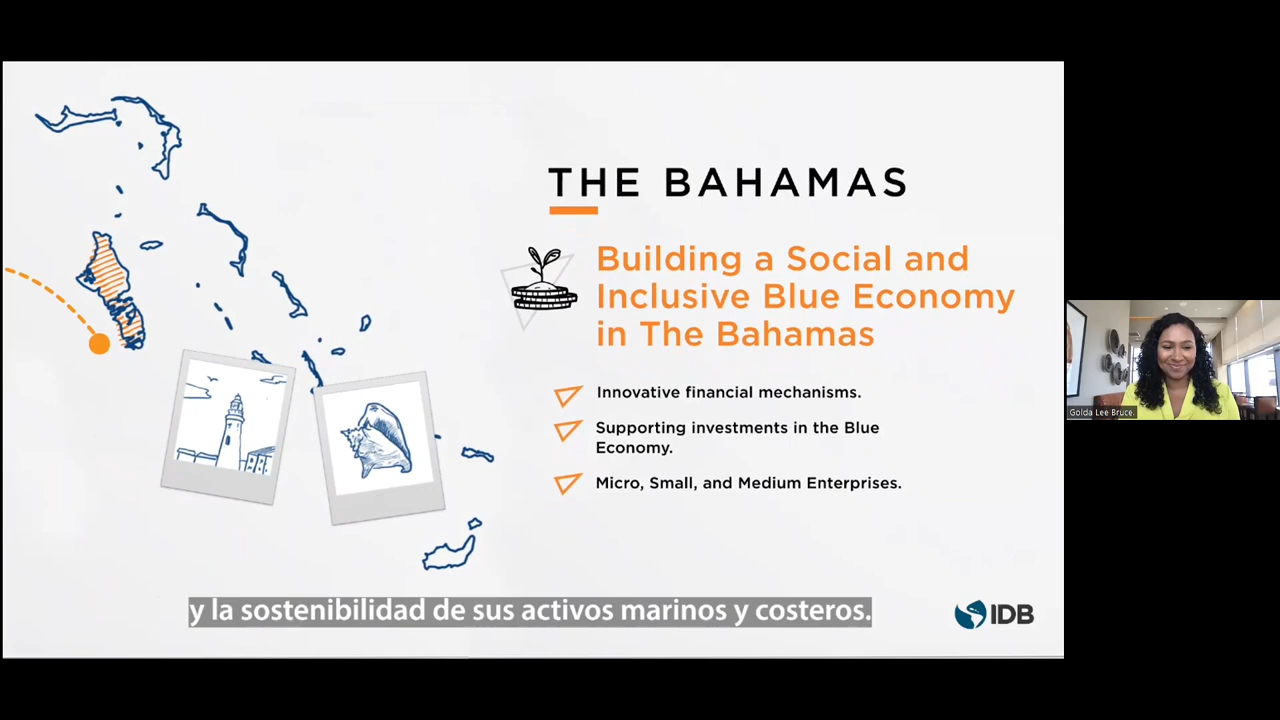 THE BAHAMAS
Building a Social and
Inclusive Blue Economy
in The Bahamas
Innovative financial mechanisms.
Supporting investments in the Blue
Economy.
Micro, Small, and Medium Enterprises.
y la sostenibilidad de sus activos marinos y costeros.
IDB
Golda Lee Bruce.